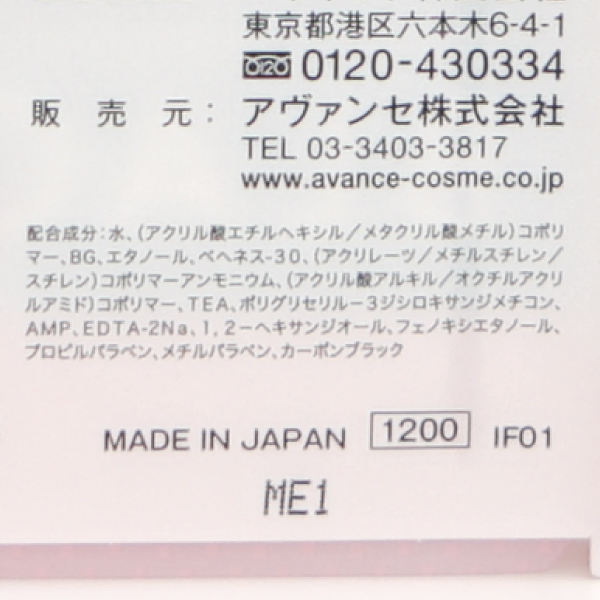 東京都港区六本木6-4-1
0120-430334
販売元：アヴァンセ株式会社
TEL 03-3403-3817
www.avance-cosme.co.jp
配合成分：水、(アクリル酸エチルヘキシル／メタクリル酸メチル)コポリ
マー、BG、エタノール、ベヘネス-30、(アクリレーツ／メチルスチレン／
スチレン)コポリマーアンモニウム、(アクリル酸アルキル／オクチルアクリ
ルアミド)コポリマー、TEA、ポリグリセリル-3ジシロキサンジメチコン、
AMP、EDTA-2Na、1,2-ヘキサンジオール、フェノキシエタノール、
プロピルパラベン、メチルパラベン、カーボンブラック
MADE IN JAPAN 1200 IF01
ME1